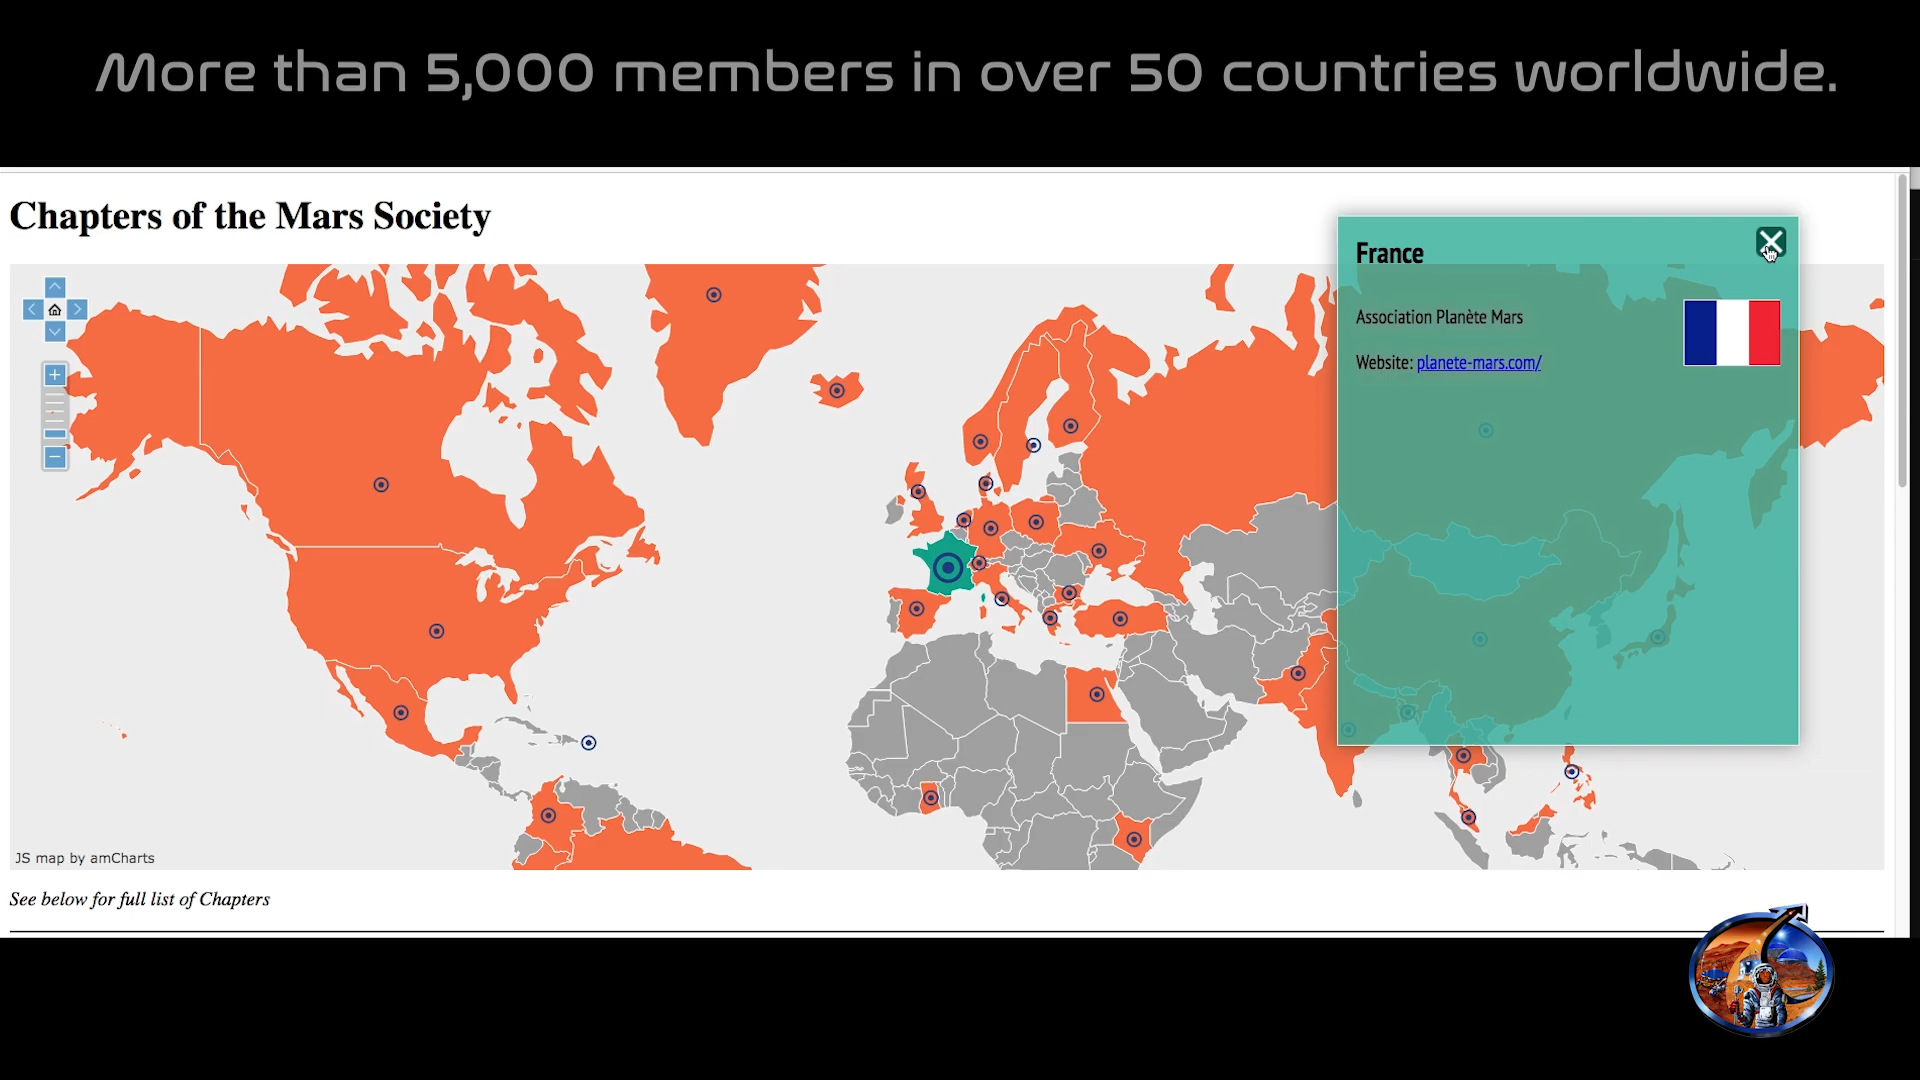 More than 5,000 members in over 50 countries worldwide.
Chapters of the Mars Society
France
Association Planète Mars
Website: planete-mars.com/
JS map by amCharts
See below for full list of Chapters